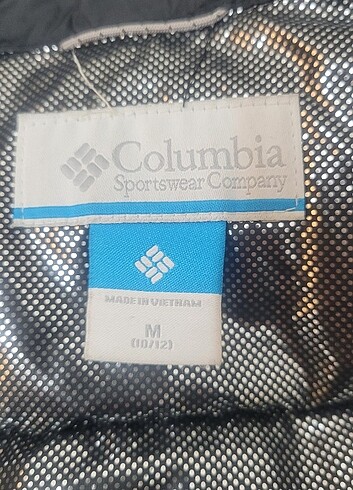 Columbia
Sportswear Company
MADE IN VIETNAM
M
(10/12)